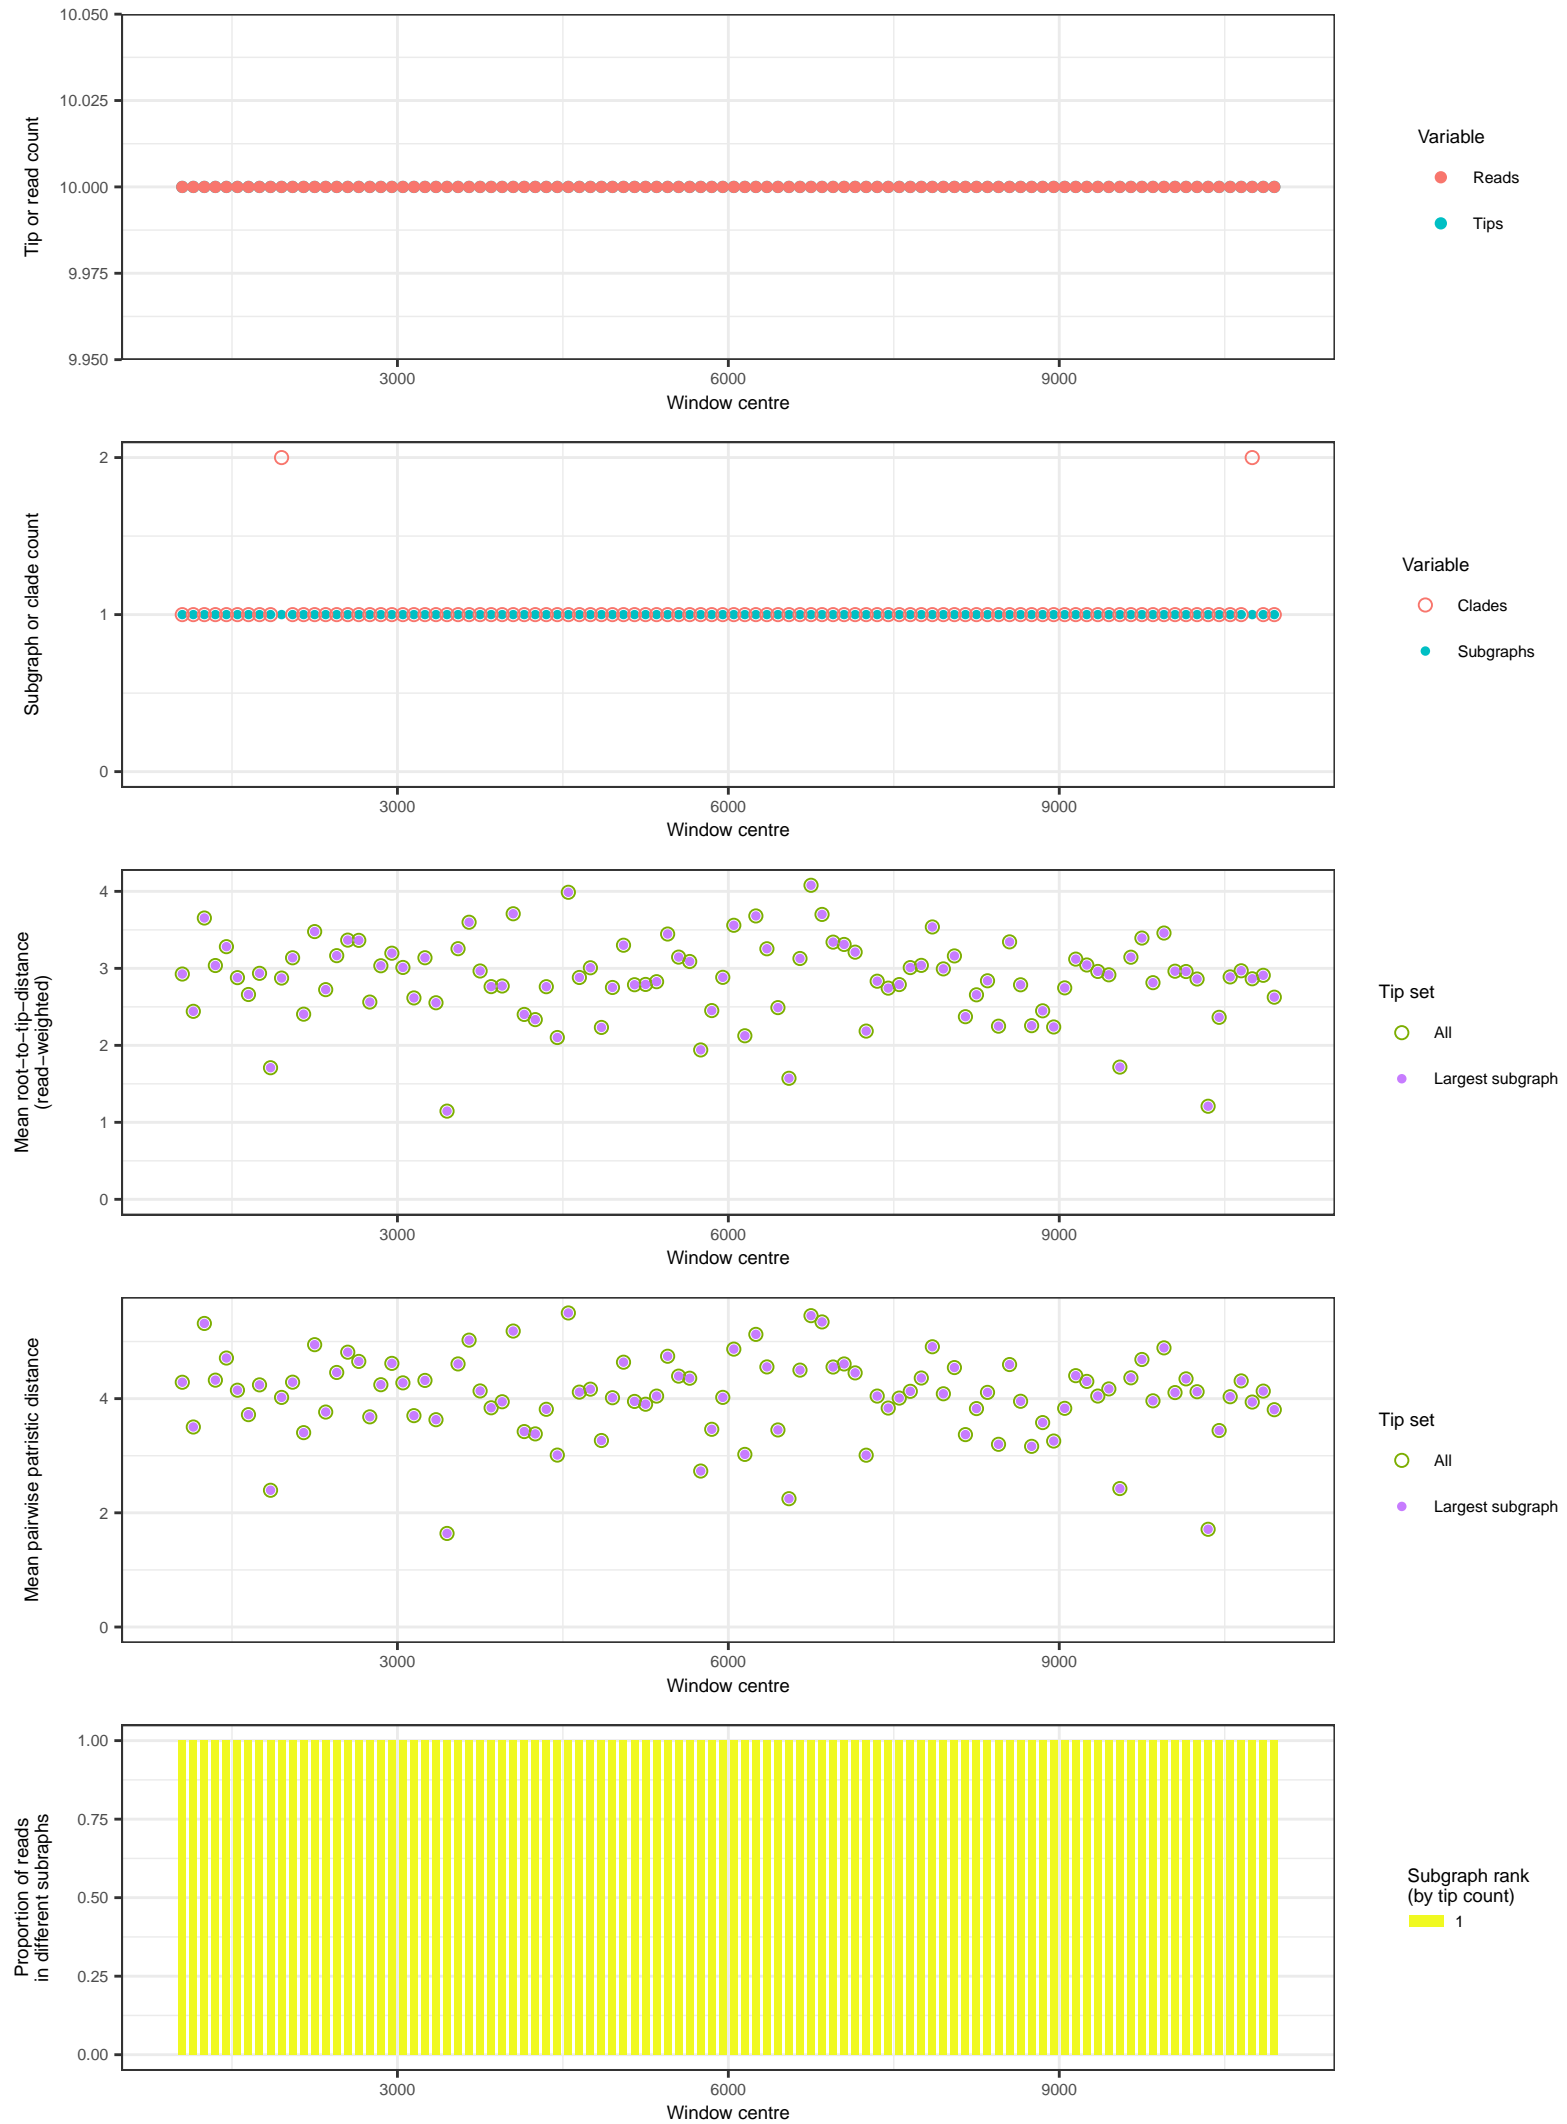 10.050
10.025
10.000
9.975
9.950
Tip or read count
3000 6000 9000
Window centre
Variable
Reads
Tips
2
1
0
Subgraph or clade count
3000 6000 9000
Window centre
Variable
Clades
Subgraphs
4
3
2
1
0
Mean root−to−tip−distance
(read−weighted)
3000 6000 9000
Window centre
Tip set
All
Largest subgraph
4
2
0
Mean pairwise patristic distance
3000 6000 9000
Window centre
Tip set
All
Largest subgraph
1.00
0.75
0.50
0.25
0.00
Proportion of reads
in different subraphs
3000 6000 9000
Window centre
Subgraph rank
(by tip count)
1